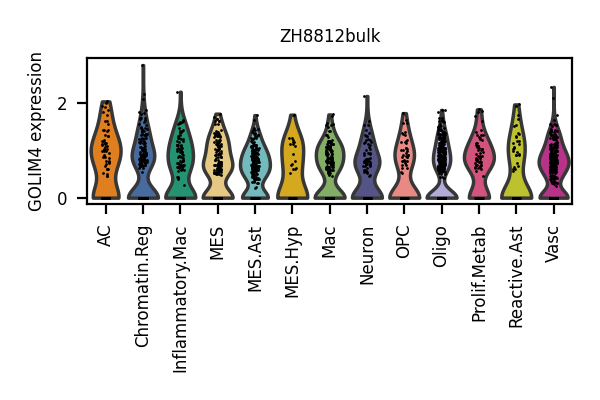 ZH8812bulk
GOLIM4 expression
2
0
AC
Chromatin.Reg
Inflammatory.Mac
MES
MES.Ast
MES.Hyp
Mac
Neuron
OPC
Oligo
Prolif.Metab
Reactive.Ast
Vasc